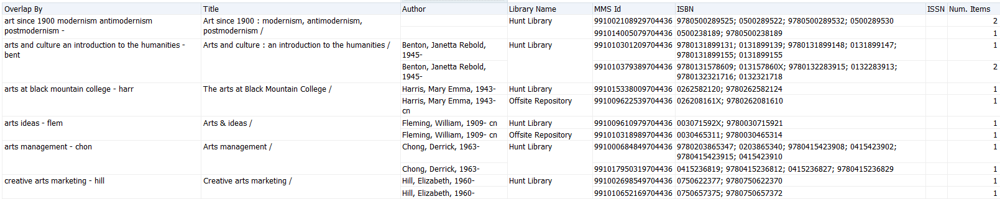 Overlap By Title Author Library Name MMS Id ISBN ISSN Num. Items
art since 1900 modernism antimodernism Art since 1900 : modernism, antimodernism, Hunt Library 991002108929704436 9780500289525; 0500289522; 9780500289532; 0500289530 2
postmodernism - postmodernism / 991014005079704436 0500238189; 9780500238189 1
arts and culture an introduction to the humanities - Arts and culture : an introduction to the humanities / Benton, Janetta Rebold, Hunt Library 991010301209704436 9780131899131; 0131899139; 9780131899148; 0131899147; 1
bent 1945- 9780131899155; 0131899155
Benton, Janetta Rebold, 991010379389704436 9780131578609; 013157860X; 9780132283915; 0132283913; 2
1945- 9780132321716; 0132321718
arts at black mountain college - harr The arts at Black Mountain College / Harris, Mary Emma, 1943- Hunt Library 991015338009704436 0262582120; 9780262582124 1
Harris, Mary Emma, 1943- Offsite Repository 991009622539704436 026208161X; 9780262081610 1
cn
arts ideas - flem Arts & ideas / Fleming, William, 1909- cn Hunt Library 991009610979704436 003071592X; 9780030715921 1
Fleming, William, 1909- cn Offsite Repository 991010318989704436 0030465311; 9780030465314 1
arts management - chon Arts management / Chong, Derrick, 1963- Hunt Library 991000684849704436 9780203865347; 0203865340; 9780415423908; 0415423902; 1
9780415423915; 0415423910
Chong, Derrick, 1963- 991017950319704436 0415236819; 9780415236812; 0415236827; 9780415236829 1
creative arts marketing - hill Creative arts marketing / Hill, Elizabeth, 1960- Hunt Library 991002698549704436 0750622377; 9780750622370 1
Hill, Elizabeth, 1960- 991010652169704436 0750657375; 9780750657372 1